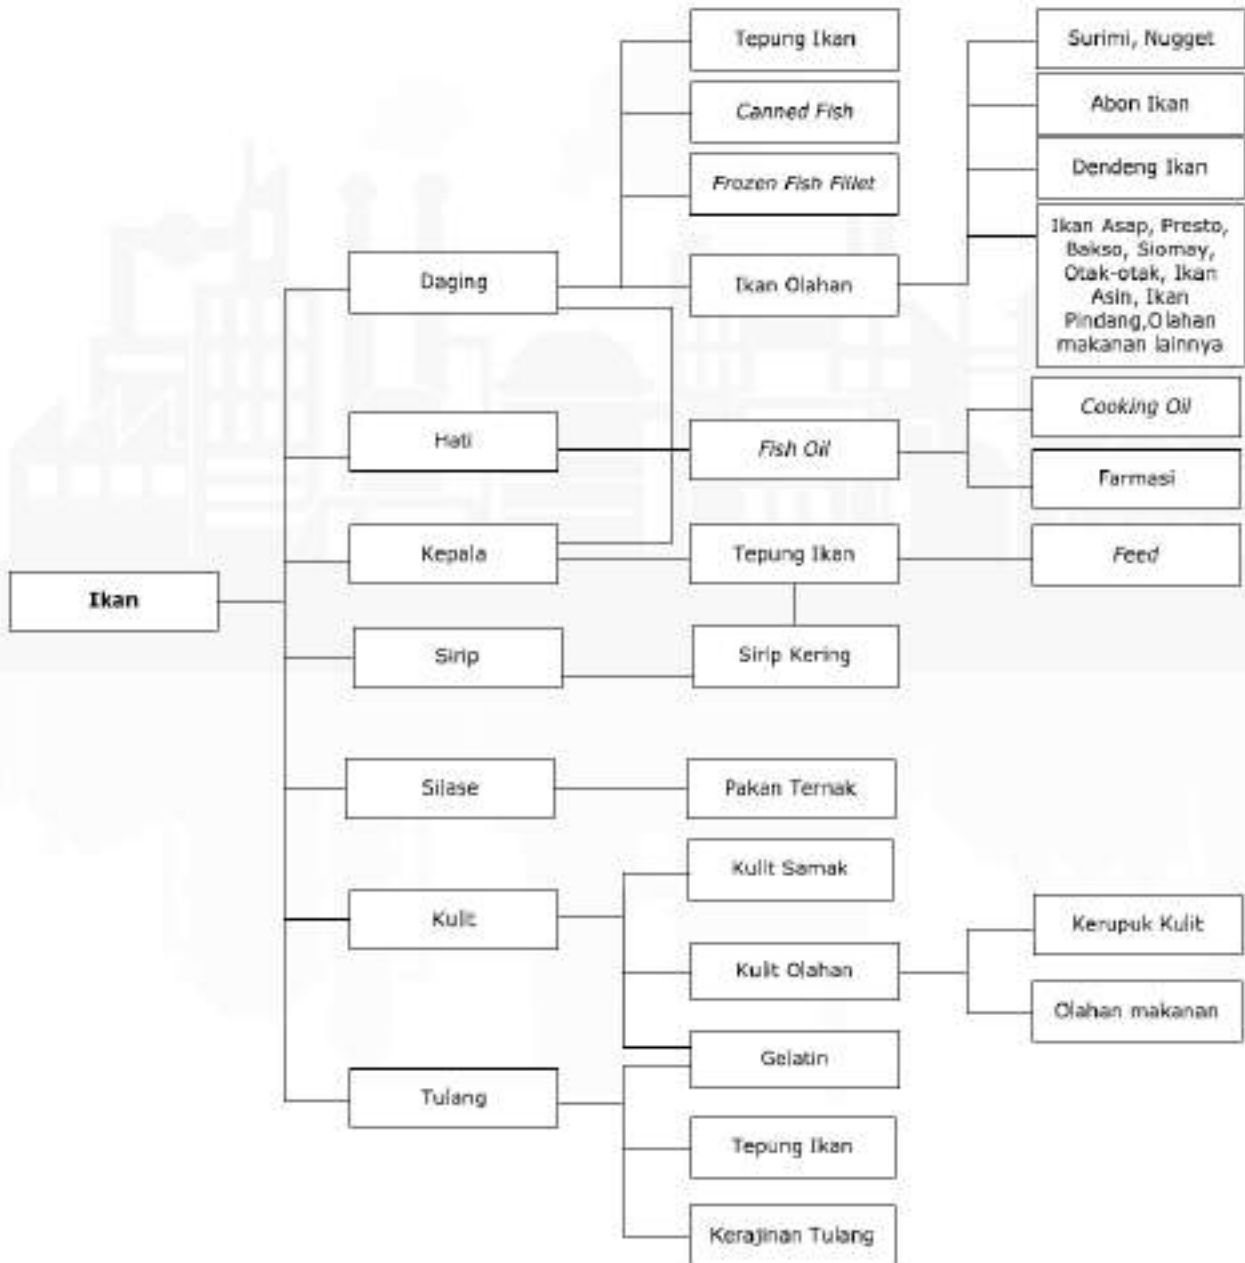 Tepung Ikan
Canned Fish
Frozen Fish Fillet
Ikan Olahan
Surimi, Nugget
Abon Ikan
Dendeng Ikan
Ikan Asap, Presto,
Bakso, Siomay,
Otak-otak, Ikan
Asin, Ikan
Pindang,Olahan
makanan lainnya
Daging
Hati
Fish Oil
Cooking Oil
Farmasi
Kepala
Tepung Ikan
Feed
Ikan
Sirip
Sirip Kering
Silase
Pakan Ternak
Kulit
Kulit Samak
Kulit Olahan
Kerupuk Kulit
Olahan makanan
Gelatin
Tulang
Tepung Ikan
Kerajinan Tulang